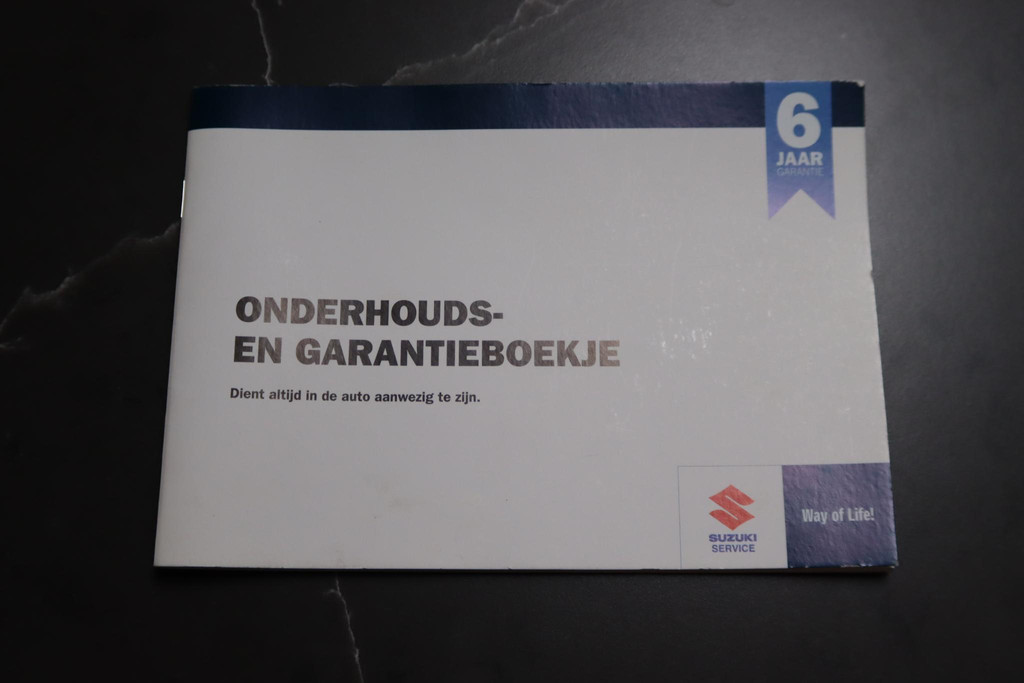 6
JAAR
GARANTIE
ONDERHOUDS-
EN GARANTIEBOEKJE
Dient altijd in de auto aanwezig te zijn.
SUZUKI
SERVICE
Way of Life!